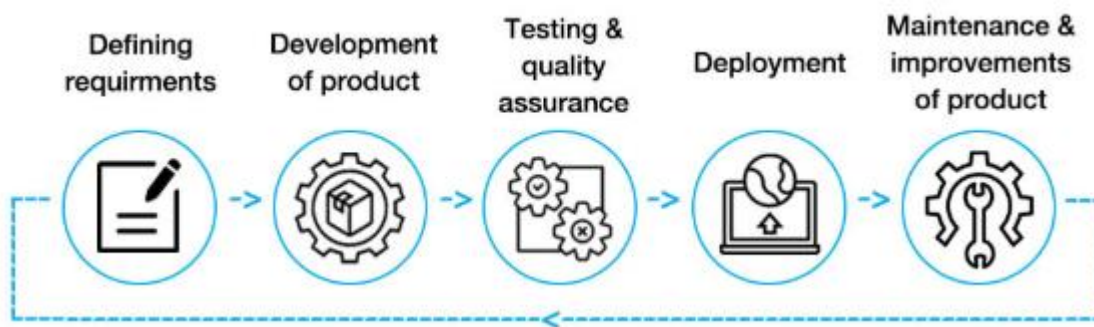 Defining
requirments
Development
of product
Testing &
quality
assurance
Deployment
Maintenance &
improvements
of product